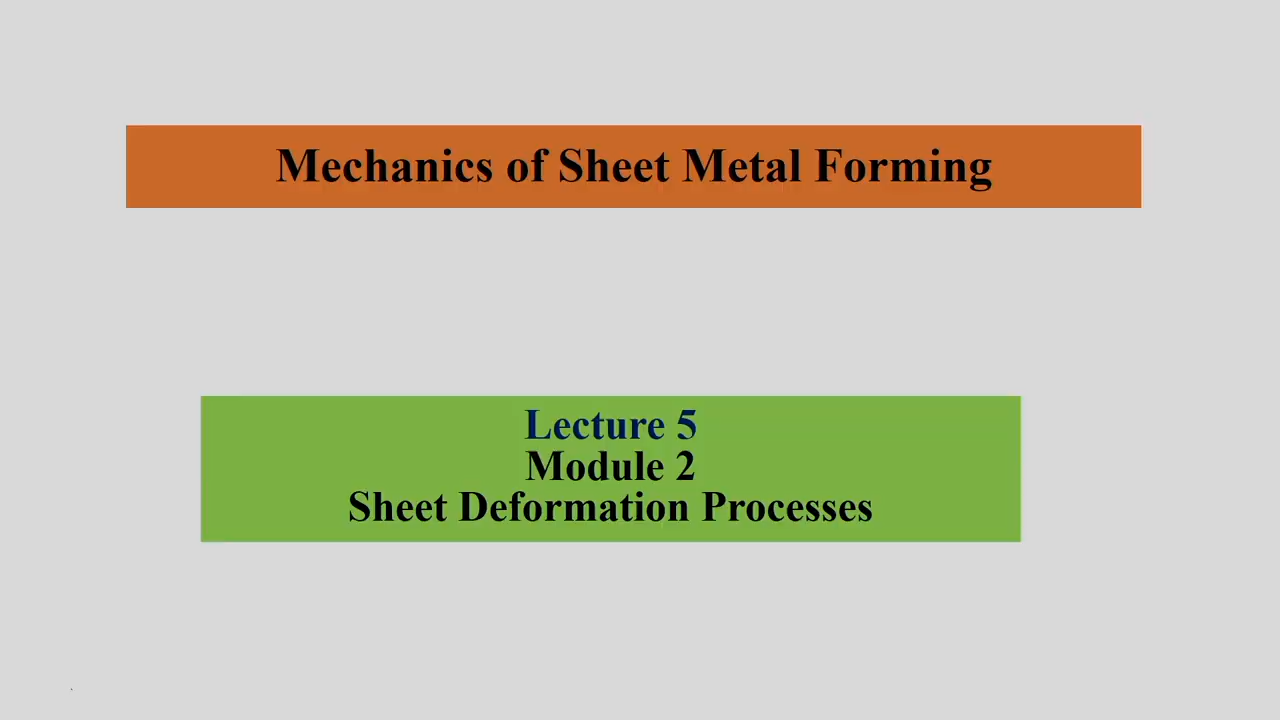 Mechanics of Sheet Metal Forming
Lecture 5
Module 2
Sheet Deformation Processes